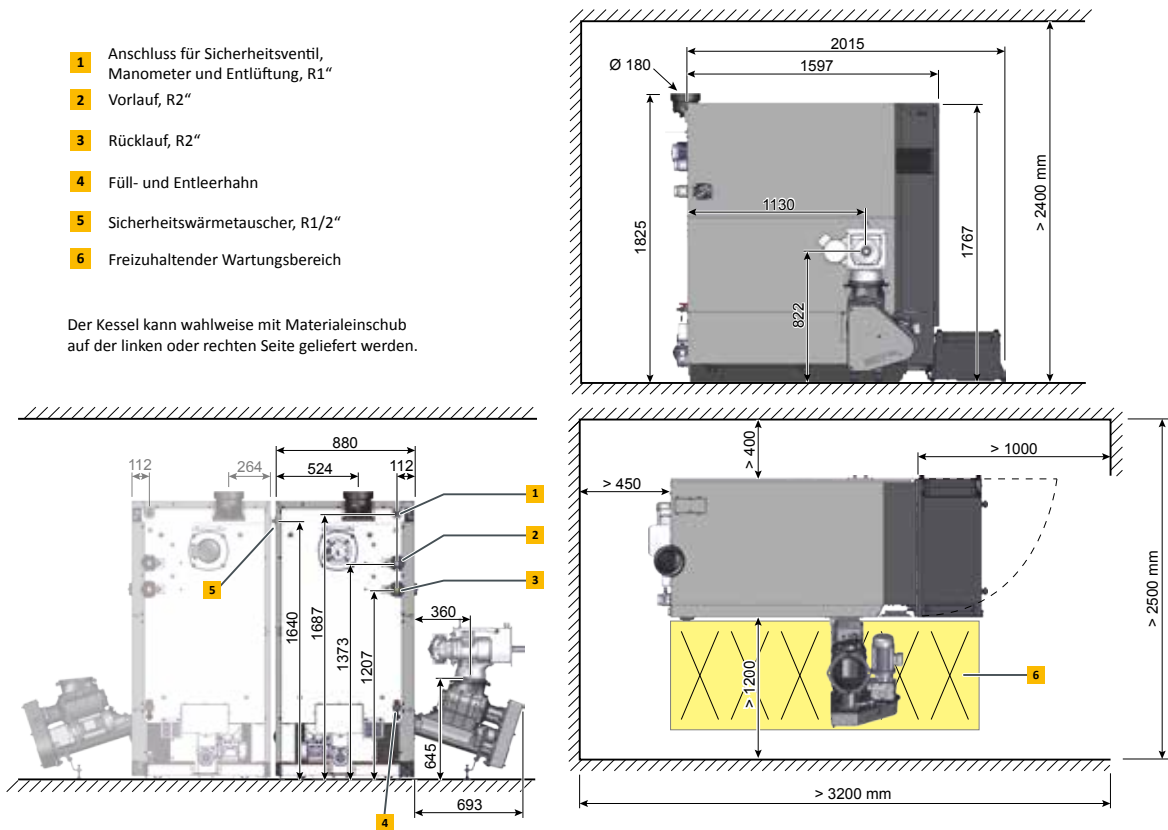 1 Anschluss für Sicherheitsventil,
Manometer und Entlüftung, R1“
2 Vorlauf, R2“
3 Rücklauf, R2“
4 Füll- und Entleerhahn
5 Sicherheitswärmetauscher, R1/2“
6 Freizuhaltender Wartungsbereich
Der Kessel kann wahlweise mit Materialeinschub
auf der linken oder rechten Seite geliefert werden.
2015
Ø 180
1597
1130
1825
822
1767
> 2400 mm
880
112
264
524
112
1
2
3
5
360
1640
1687
1373
1207
645
693
4
> 400
> 1000
> 450
> 1200
6
> 2500 mm
> 3200 mm